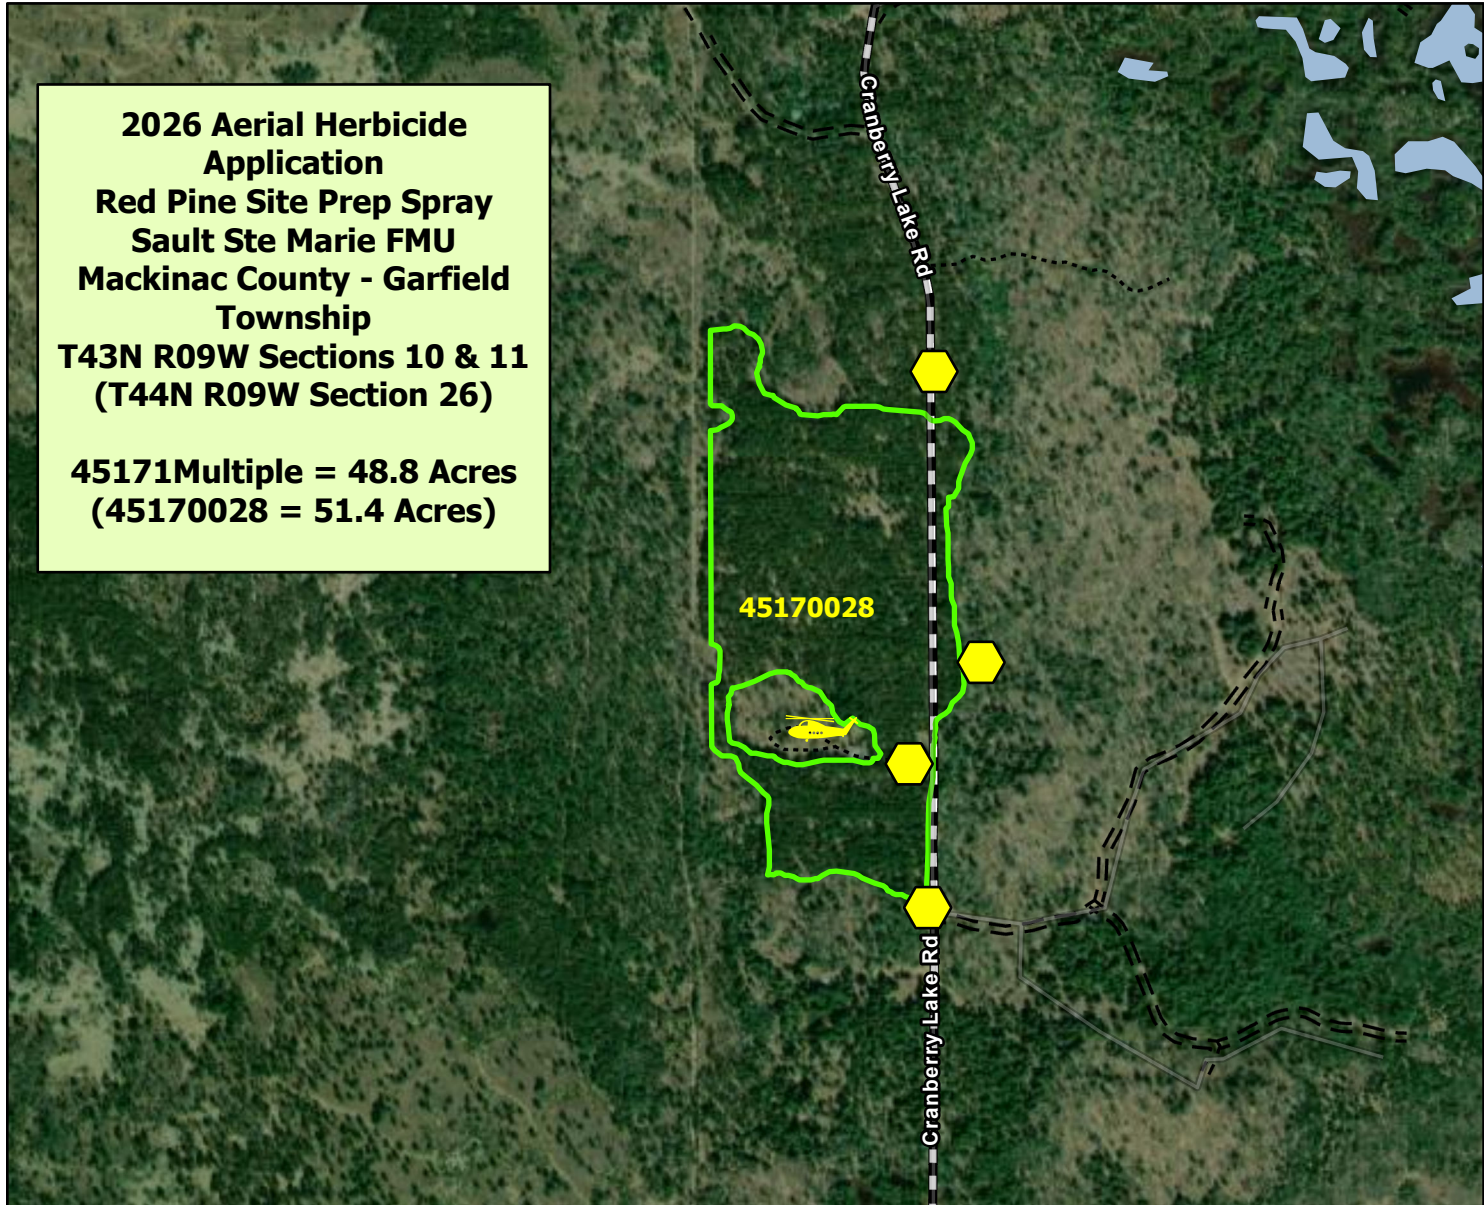 2026 Aerial Herbicide
Application
Red Pine Site Prep Spray
Sault Ste Marie FMU
Mackinac County - Garfield
Township
T43N R09W Sections 10 & 11
(T44N R09W Section 26)
45171Multiple = 48.8 Acres
(45170028 = 51.4 Acres)
Cranberry Lake Rd
45170028
Cranberry Lake Rd